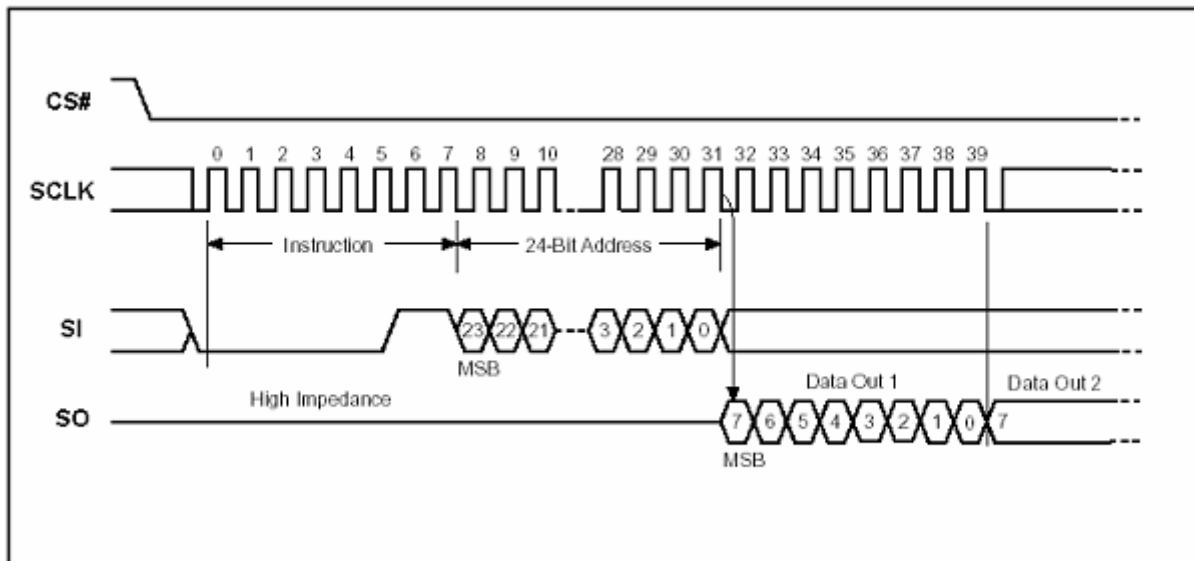 CS#
0 1 2 3 4 5 6 7 8 9 10 28 29 30 31 32 33 34 35 36 37 38 39
SCLK
Instruction 24-Bit Address
SI 23 22 21 3 2 1 0
MSB
High Impedance Data Out 1 Data Out 2
SO 7 6 5 4 3 2 1 0 7
MSB